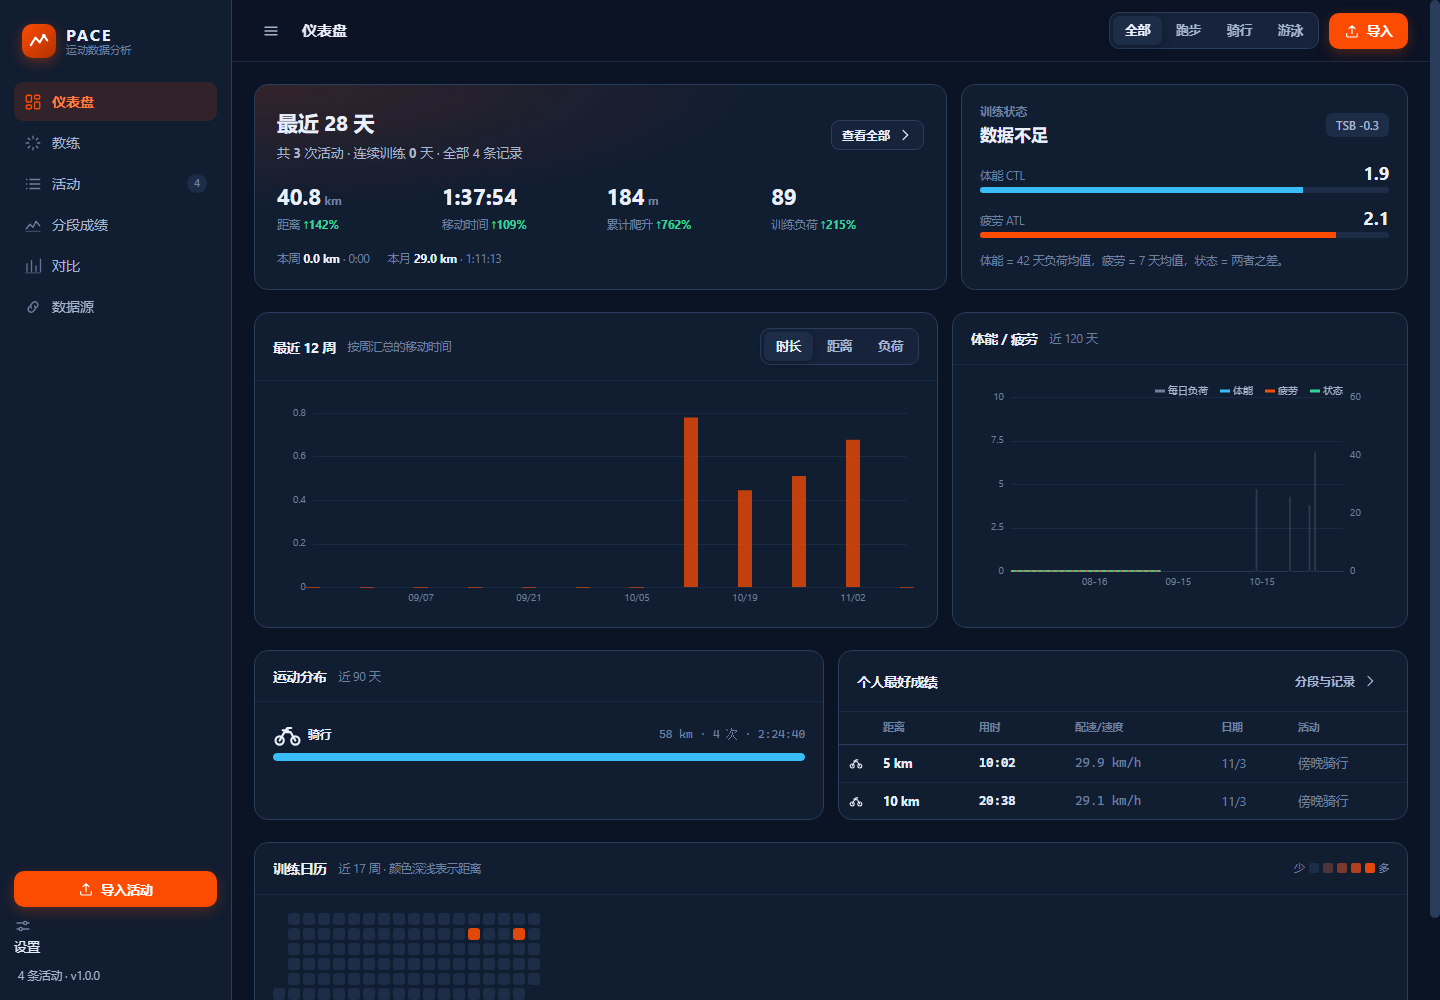 PACE
运动数据分析
仪表盘
教练
活动 4
分段成绩
对比
数据源
导入活动
设置
4 条活动 · v1.0.0
仪表盘
全部 跑步 骑行 游泳
导入
最近 28 天
共 3 次活动 · 连续训练 0 天 · 全部 4 条记录
查看全部
40.8 km 1:37:54 184 m 89
距离 ↑142% 移动时间 ↑109% 累计爬升 ↑762% 训练负荷 ↑215%
本周 0.0 km · 0:00 本月 29.0 km · 1:11:13
训练状态
数据不足
TSB -0.3
体能 CTL 1.9
疲劳 ATL 2.1
体能 = 42 天负荷均值，疲劳 = 7 天均值，状态 = 两者之差。
最近 12 周 按周汇总的移动时间
时长 距离 负荷
0.8
0.6
0.4
0.2
0
09/07 09/21 10/05 10/19 11/02
体能 / 疲劳 近 120 天
每日负荷 体能 疲劳 状态
10 60
7.5
40
5
20
2.5
0 0
08-16 09-15 10-15
运动分布 近 90 天
骑行 58 km · 4 次 · 2:24:40
个人最好成绩
分段与记录
距离 用时 配速/速度 日期 活动
5 km 10:02 29.9 km/h 11/3 傍晚骑行
10 km 20:38 29.1 km/h 11/3 傍晚骑行
训练日历 近 17 周 · 颜色深浅表示距离
少 多